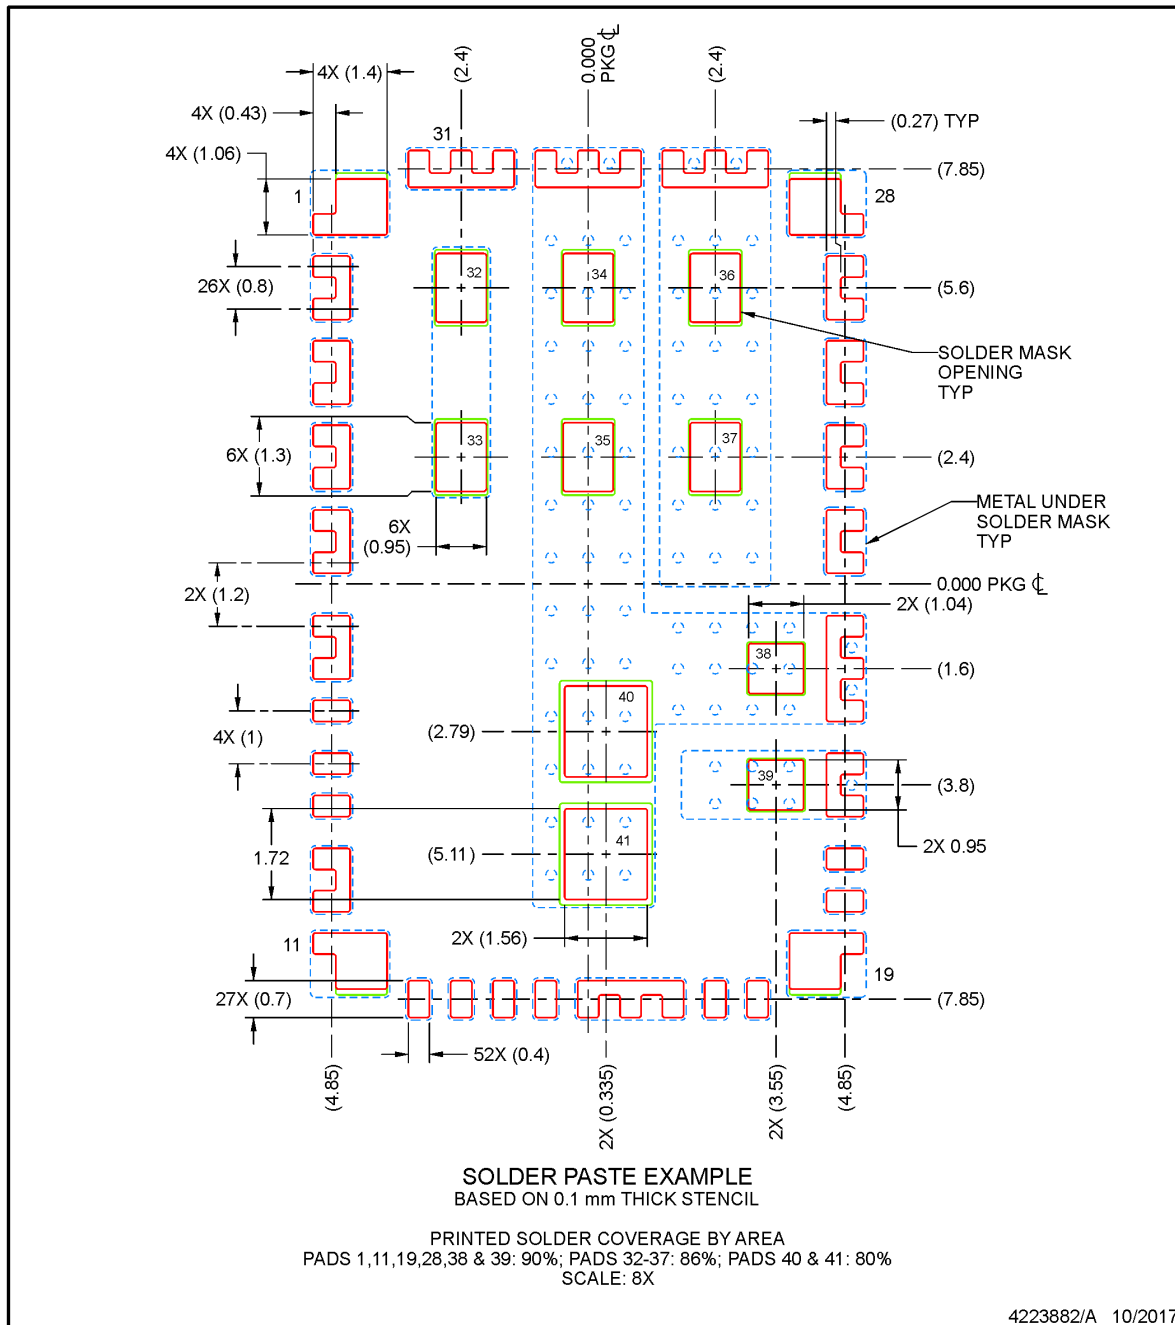 (2.4)
0.000
PKG ℄
(2.4)
4X (1.4)
4X (0.43)
31
(0.27) TYP
4X (1.06)
(7.85)
1
28
32
34
36
26X (0.8)
(5.6)
SOLDER MASK
OPENING
TYP
33
35
37
6X (1.3)
(2.4)
METAL UNDER
SOLDER MASK
TYP
6X
(0.95)
0.000 PKG ℄
2X (1.2)
2X (1.04)
38
(1.6)
40
4X (1)
(2.79)
39
(3.8)
41
1.72
(5.11)
2X 0.95
11
2X (1.56)
19
27X (0.7)
(7.85)
52X (0.4)
(4.85)
2X (0.335)
2X (3.55)
(4.85)
SOLDER PASTE EXAMPLE
BASED ON 0.1 mm THICK STENCIL
PRINTED SOLDER COVERAGE BY AREA
PADS 1,11,19,28,38 & 39: 90%; PADS 32-37: 86%; PADS 40 & 41: 80%
SCALE: 8X
4223882/A 10/2017